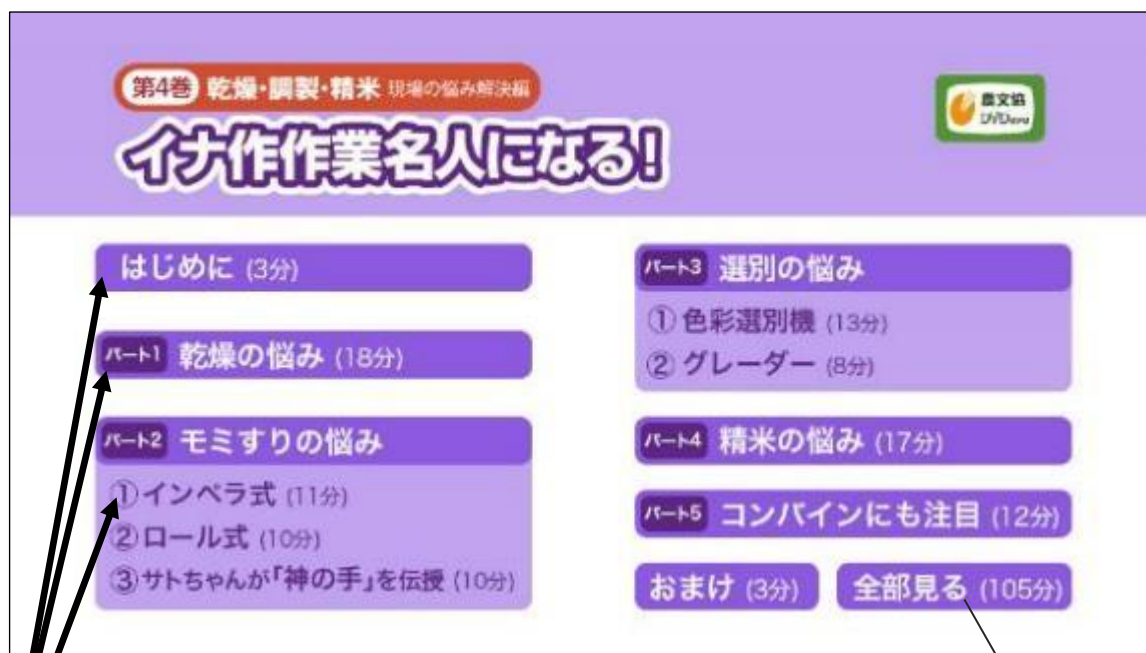 第4巻 乾燥・調製・精米 現場の悩み解決編
イナ作作業名人になる!
農文協
はじめに (3分)
パート1 乾燥の悩み (18分)
パート2 モミすりの悩み
①インペラ式 (11分)
②ロール式 (10分)
③サトちゃんが「神の手」を伝授 (10分)
パート3 選別の悩み
①色彩選別機 (13分)
②グレーダー (8分)
パート4 精米の悩み (17分)
パート5 コンバインにも注目 (12分)
おまけ (3分)
全部見る (105分)